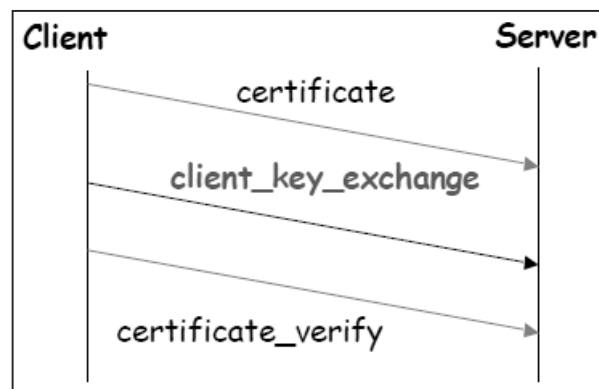 Client
Server
certificate
client_key_exchange
certificate_verify